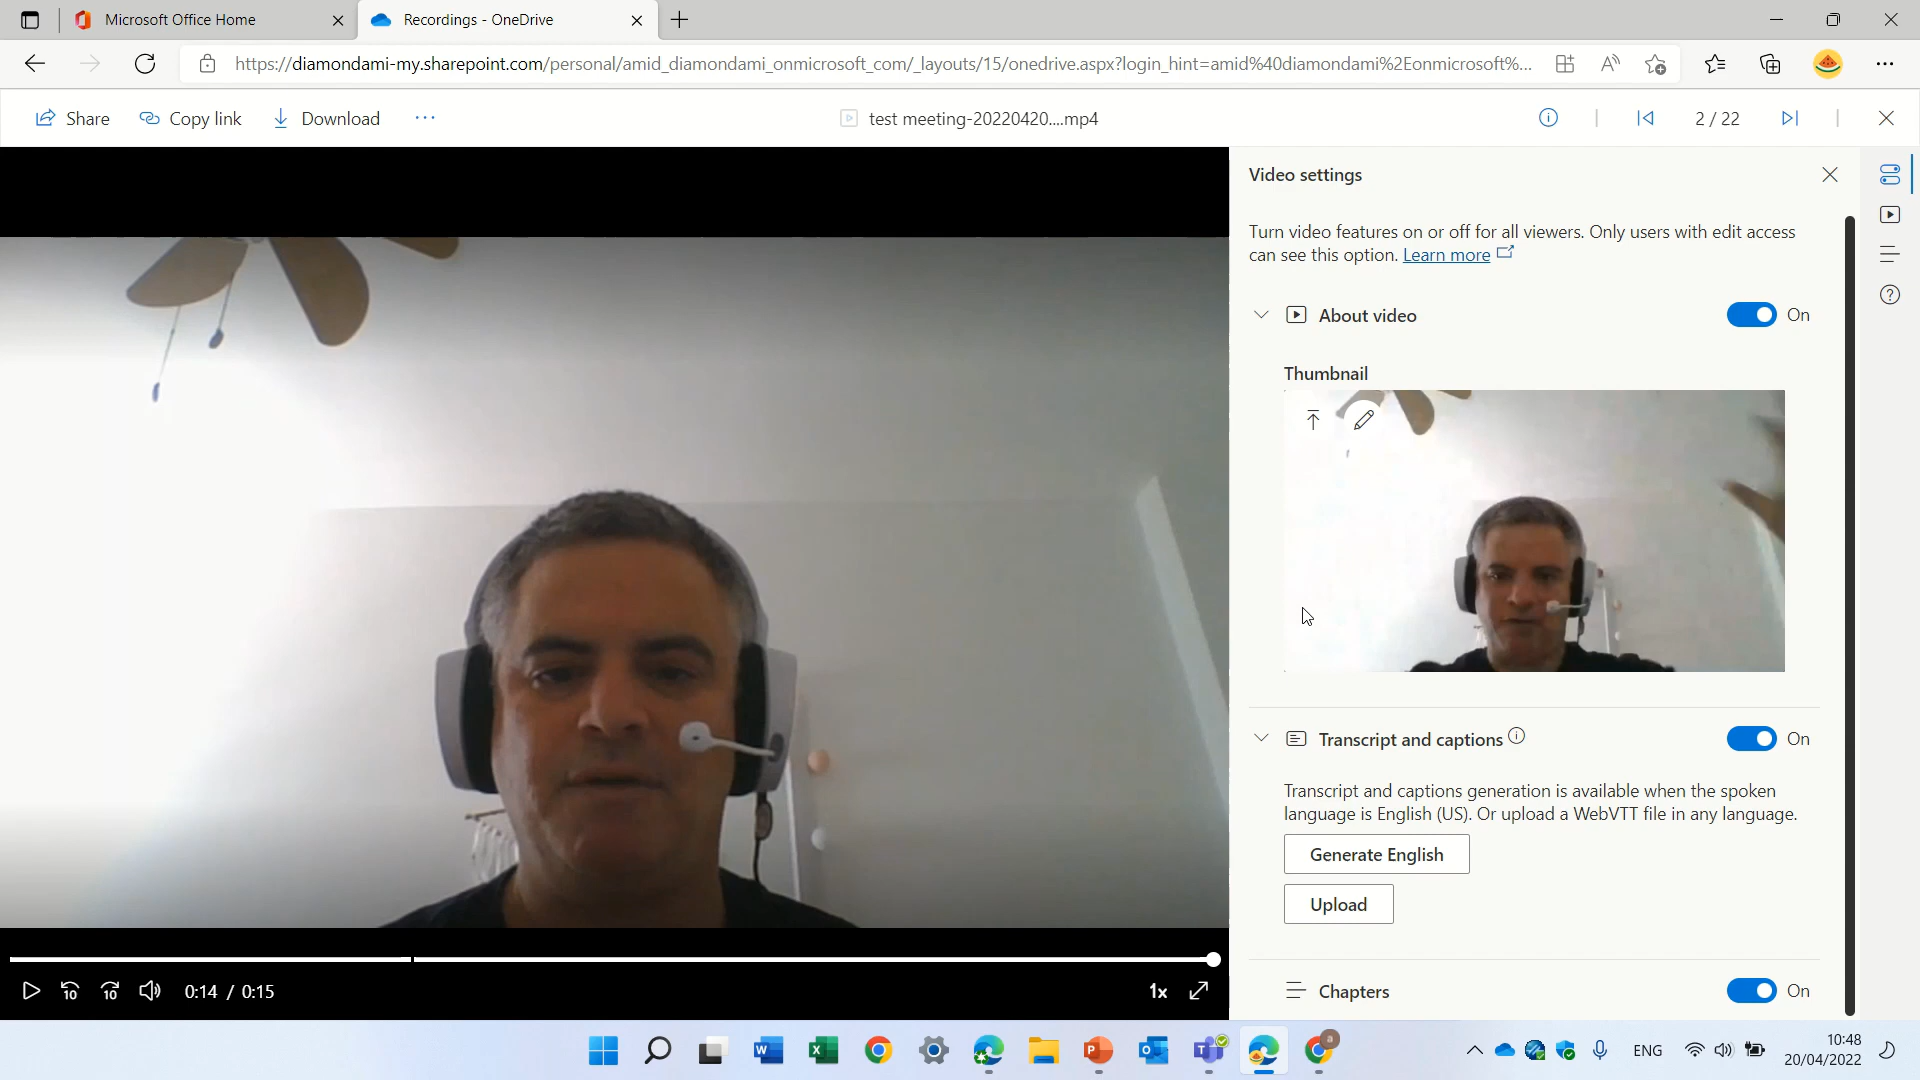 Microsoft Office Home
Recordings - OneDrive
https://diamondami-my.sharepoint.com/personal/amid_diamondami_onmicrosoft_com/_layouts/15/onedrive.aspx?login_hint=amid%40diamondami%2Eonmicrosoft%...
Share
Copy link
Download
test meeting-20220420....mp4
2 / 22
Video settings
Turn video features on or off for all viewers. Only users with edit access
can see this option. Learn more
About video
On
Thumbnail
Transcript and captions
On
Transcript and captions generation is available when the spoken
language is English (US). Or upload a WebVTT file in any language.
Generate English
Upload
Chapters
On
10
10
0:14 / 0:15
1x
ENG
10:48
20/04/2022